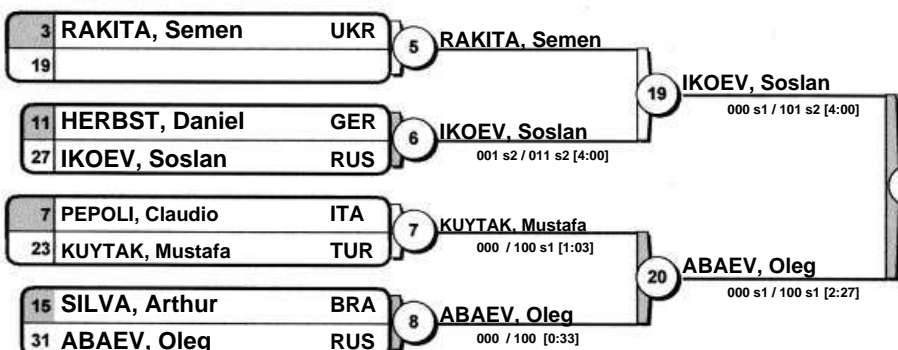 3 RAKITA, Semen UKR
19
5 RAKITA, Semen
11 HERBST, Daniel GER
27 IKOEV, Soslan RUS
6 IKOEV, Soslan
001 s2 / 011 s2 [4:00]
19 IKOEV, Soslan
000 s1 / 101 s2 [4:00]
7 PEPOLI, Claudio ITA
23 KUYTAK, Mustafa TUR
7 KUYTAK, Mustafa
000 / 100 s1 [1:03]
15 SILVA, Arthur BRA
31 ABAEV, Oleg RUS
8 ABAEV, Oleg
000 / 100 [0:33]
20 ABAEV, Oleg
000 s1 / 100 s1 [2:27]